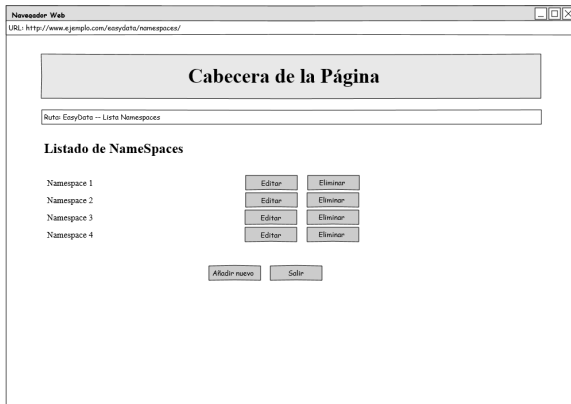 Navegador Web
URL: http://www.ejemplo.com/easydata/namespaces/
Cabecera de la Página
Ruta: EasyData -- Lista Namespaces
Listado de NameSpaces
Namespace 1 Editar Eliminar
Namespace 2 Editar Eliminar
Namespace 3 Editar Eliminar
Namespace 4 Editar Eliminar
Añadir nuevo Salir